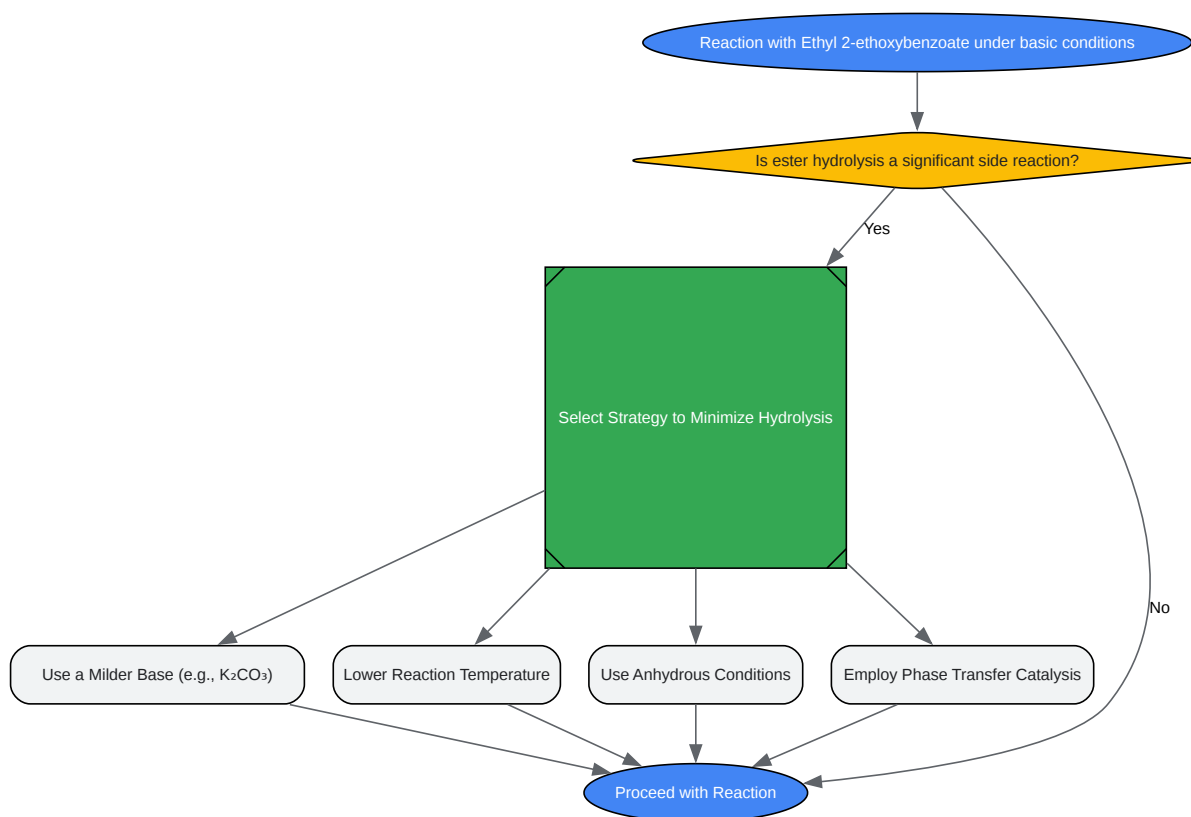 Reaction with Ethyl 2-ethoxybenzoate under basic conditions
Is ester hydrolysis a significant side reaction?
Yes
Select Strategy to Minimize Hydrolysis
No
Use a Milder Base (e.g., K₂CO₃)
Lower Reaction Temperature
Use Anhydrous Conditions
Employ Phase Transfer Catalysis
Proceed with Reaction